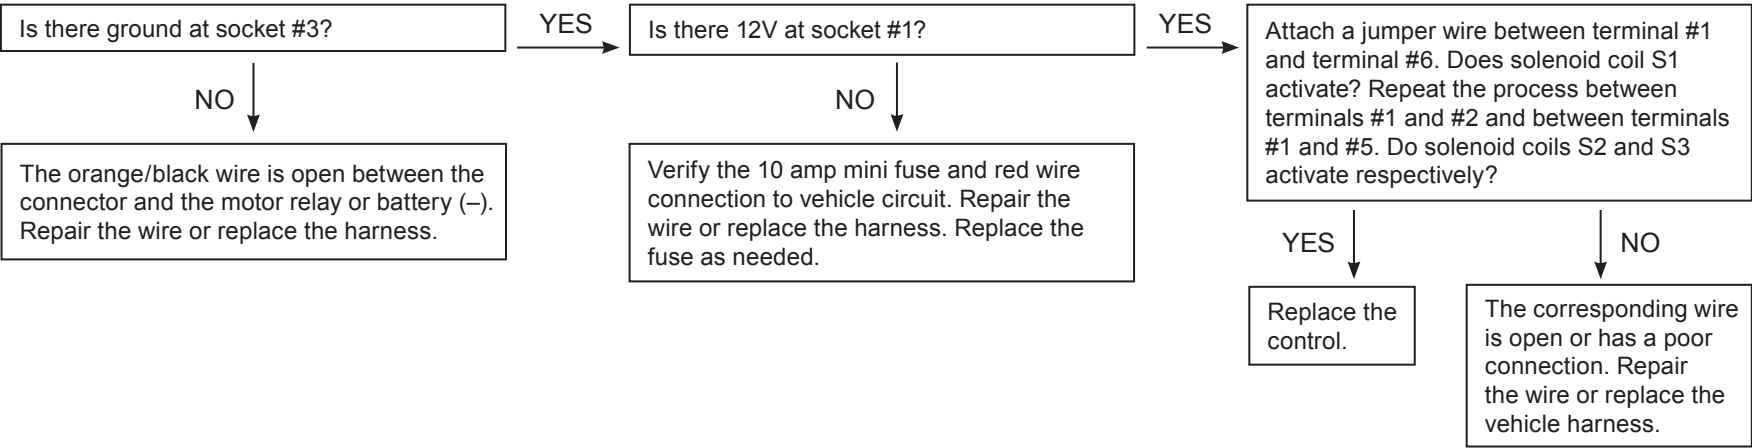 Is there ground at socket #3?
YES
Is there 12V at socket #1?
YES
Attach a jumper wire between terminal #1
and terminal #6. Does solenoid coil S1
activate? Repeat the process between
terminals #1 and #2 and between terminals
#1 and #5. Do solenoid coils S2 and S3
activate respectively?
NO
The orange/black wire is open between the
connector and the motor relay or battery (–).
Repair the wire or replace the harness.
NO
Verify the 10 amp mini fuse and red wire
connection to vehicle circuit. Repair the
wire or replace the harness. Replace the
fuse as needed.
YES
Replace the
control.
NO
The corresponding wire
is open or has a poor
connection. Repair
the wire or replace the
vehicle harness.